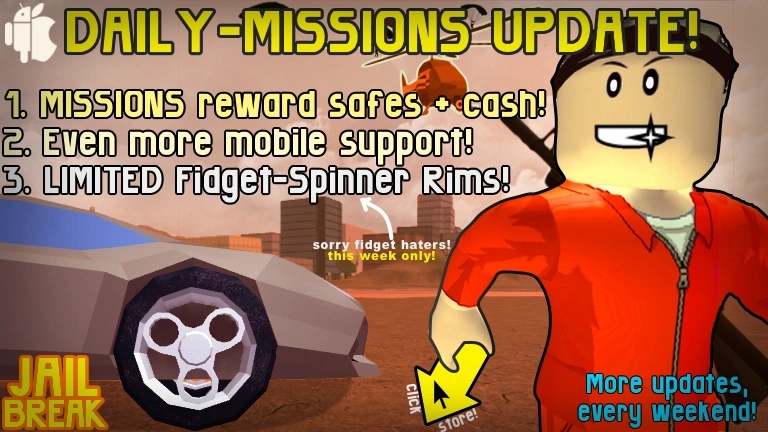 DAILY-MISSIONS UPDATE!
1. MISSIONS reward safes + cash!
2. Even more mobile support!
3. LIMITED Fidget-Spinner Rims!
sorry fidget haters!
this week only!
JAIL
BREAK
click
store!
More updates,
every weekend!